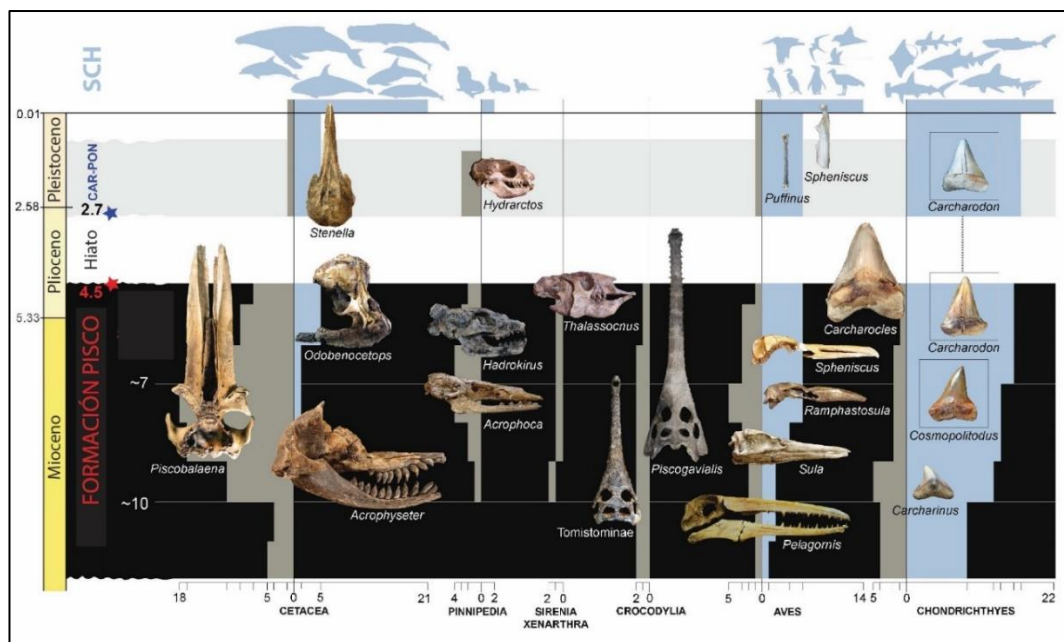 SCH
0.01
Pleistoceno
CAR-PON
2.58
2.7
Hiato
Plioceno
4.5
5.33
Mioceno
FORMACIÓN PISCO
~7
~10
Stenella
Hydrarctos
Puffinus
Spheniscus
Carcharodon
Odobenocetops
Hadrokirus
Thalassocnus
Carcharocles
Carcharodon
Spheniscus
Acrophoca
Ramphastosula
Cosmopolitodus
Piscobalaena
Piscogavialis
Sula
Acrophyseter
Tomistominae
Pelagornis
Carcharinus
18 5 0 5 21 4 2 0 2 2 0 2 0 5 0 14 5 0 22
CETACEA PINNIPEDIA SIRENIA CROCODYLIA AVES CHONDRICHTHYES
XENARTHRA